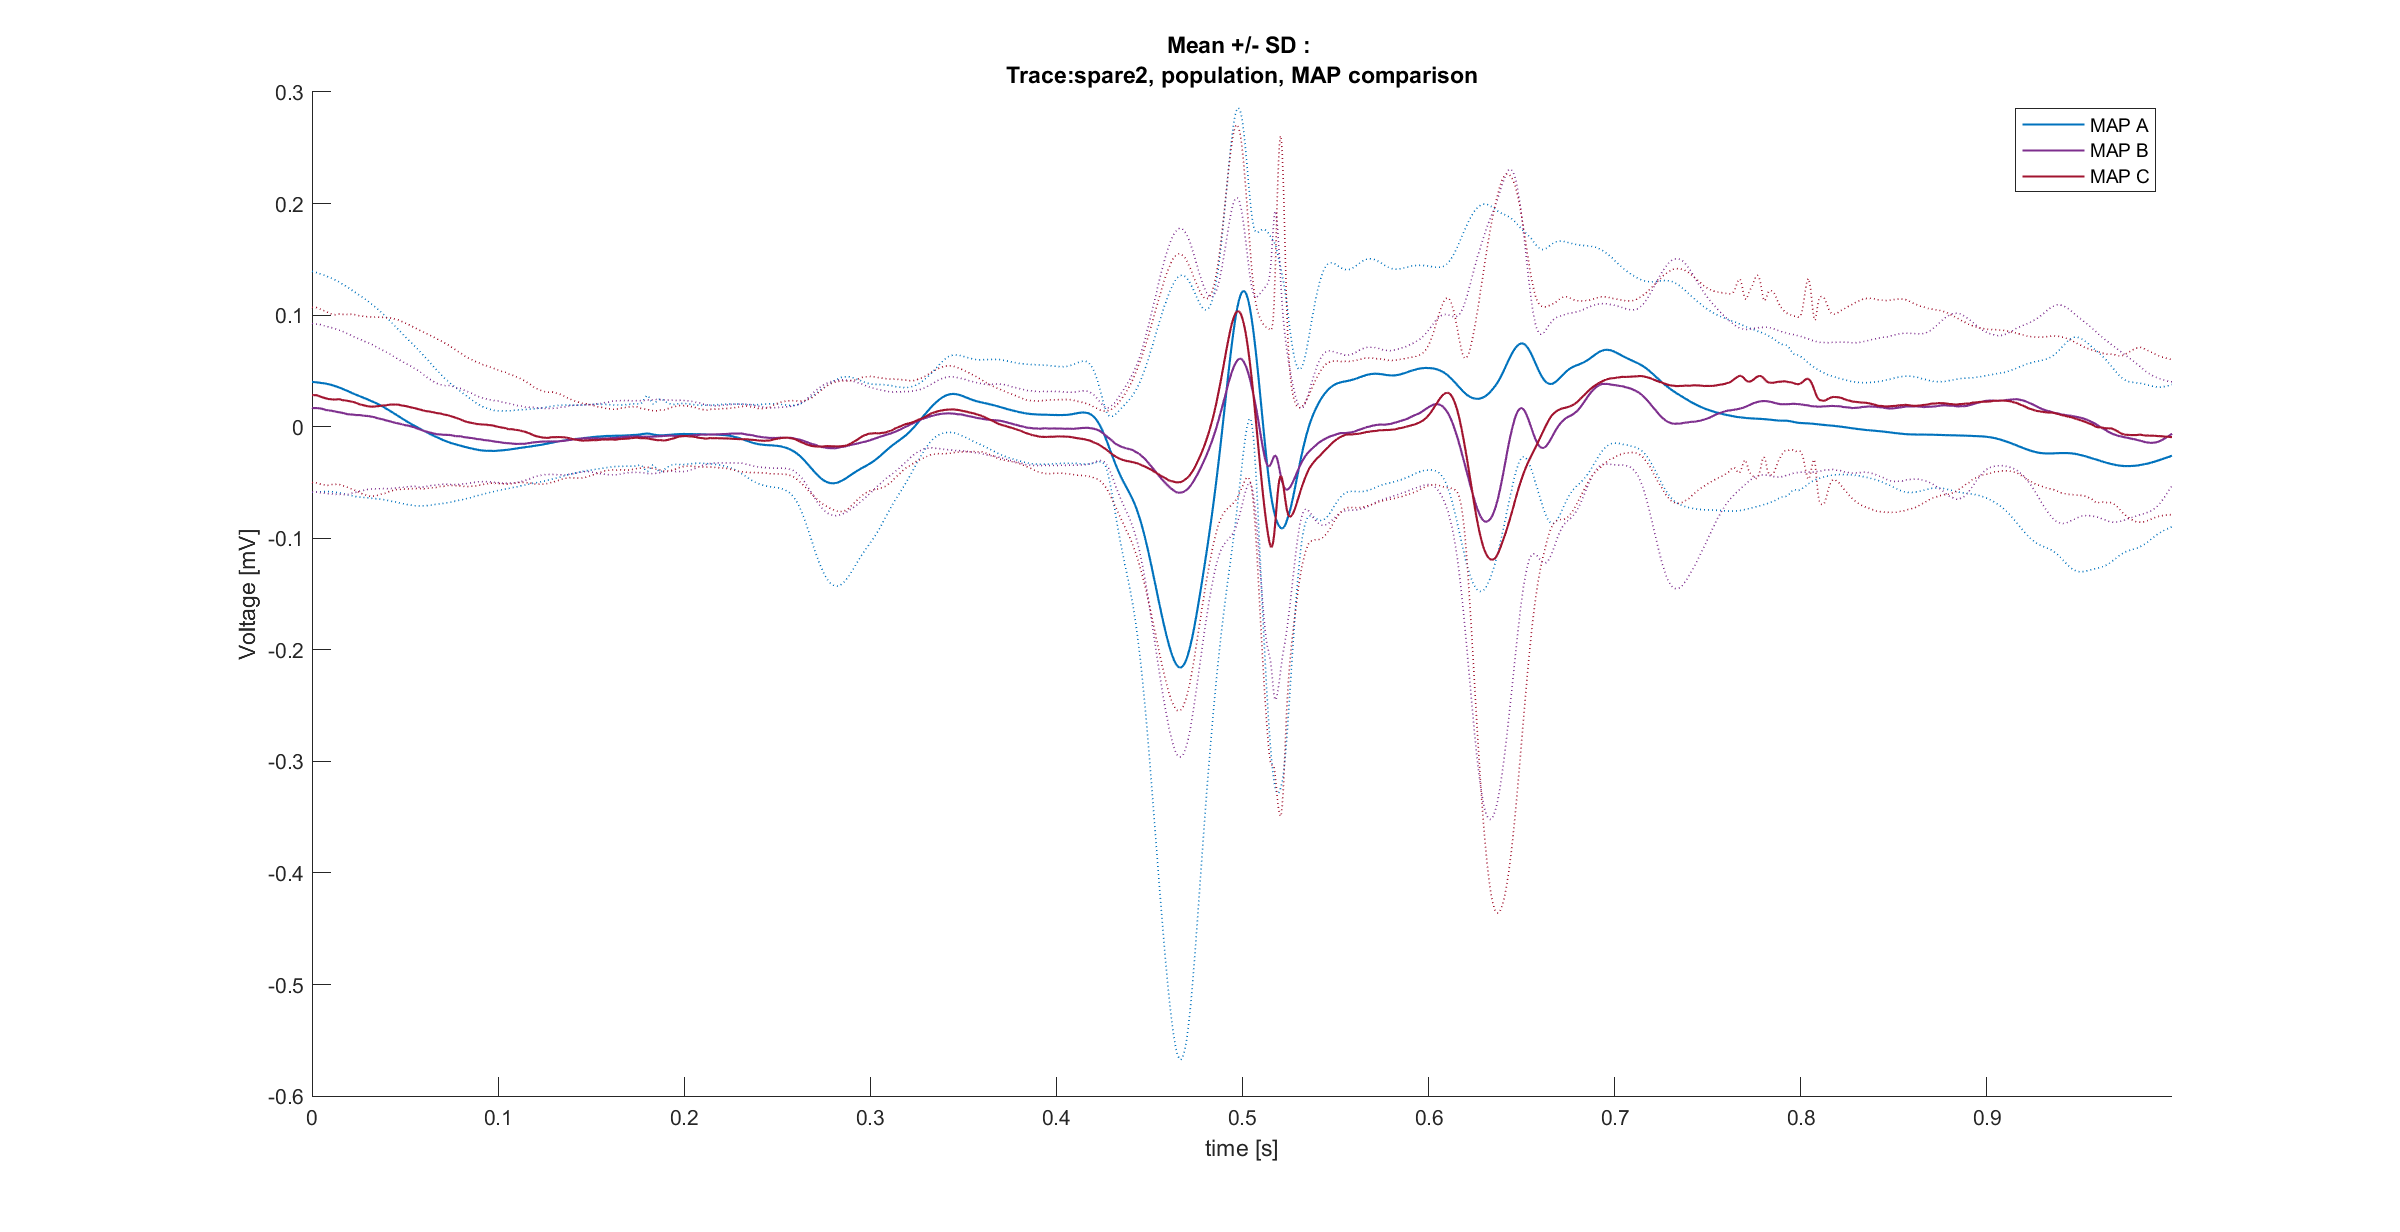 Mean +/- SD :
Trace:spare2, population, MAP comparison
MAP A
MAP B
MAP C
0.3
0.2
0.1
0
-0.1
-0.2
-0.3
-0.4
-0.5
-0.6
Voltage [mV]
0 0.1 0.2 0.3 0.4 0.5 0.6 0.7 0.8 0.9
time [s]